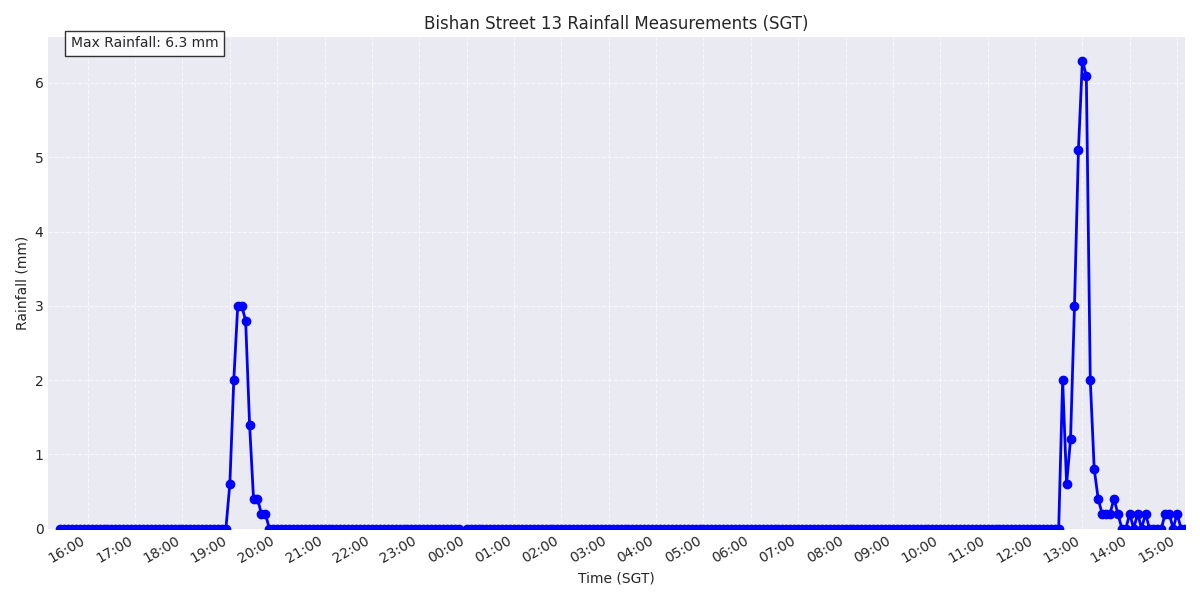 Bishan Street 13 Rainfall Measurements (SGT)
Max Rainfall: 6.3 mm
Rainfall (mm)
6
5
4
3
2
1
0
16:00 17:00 18:00 19:00 20:00 21:00 22:00 23:00 00:00 01:00 02:00 03:00 04:00 05:00 06:00 07:00 08:00 09:00 10:00 11:00 12:00 13:00 14:00 15:00
Time (SGT)